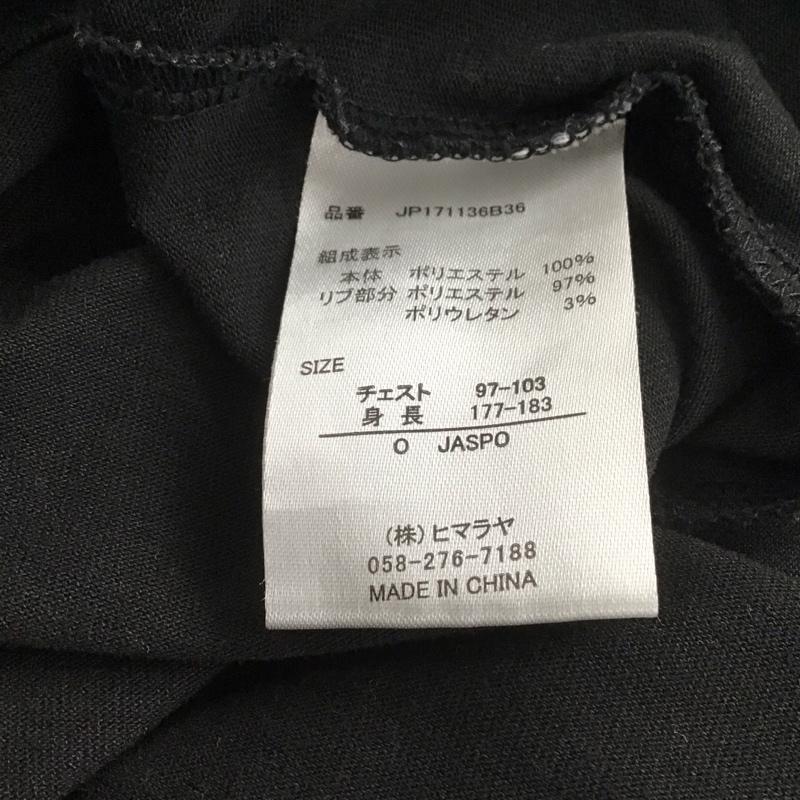 品番 JP171136B36
組成表示
本体 ポリエステル 100%
リブ部分 ポリエステル 97%
ポリウレタン 3%
SIZE
チェスト 97-103
身 長 177-183
O JASPO
(株)ヒマラヤ
058-276-7188
MADE IN CHINA